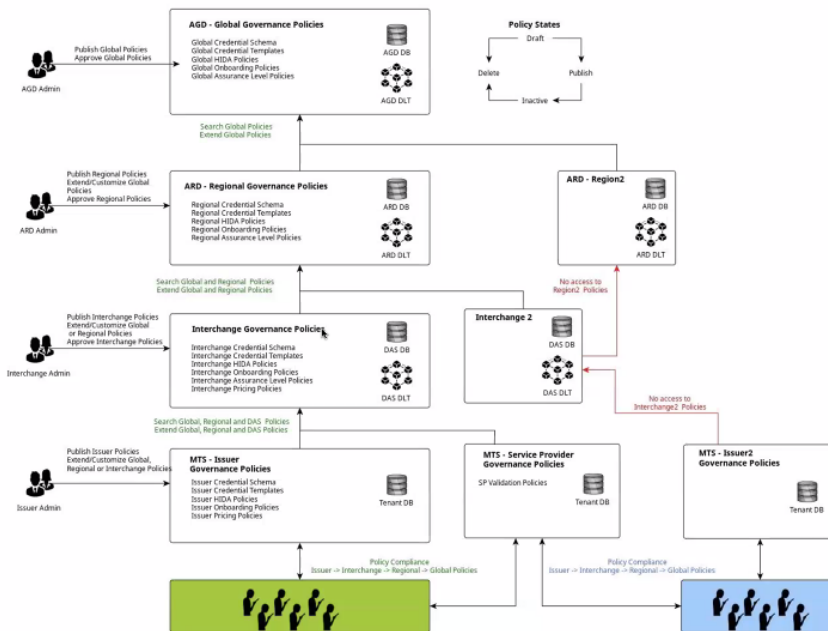 AGD - Global Governance Policies
Global Credential Schema
Global Credential Templates
Global HIDA Policies
Global Onboarding Policies
Global Assurance Level Policies
AGD DB
AGD DLT
Publish Global Policies
Approve Global Policies
AGD Admin
Policy States
Draft
Delete
Publish
Inactive
Search Global Policies
Extend Global Policies
Publish Regional Policies
Extend/Customize Global
Policies
Approve Regional Policies
ARD Admin
ARD - Regional Governance Policies
Regional Credential Schema
Regional Credential Templates
Regional HIDA Policies
Regional Onboarding Policies
Regional Assurance Level Policies
ARD DB
ARD DLT
ARD - Region2
ARD DB
ARD DLT
Search Global and Regional Policies
Extend Global and Regional Policies
No access to
Region2 Policies
Publish Interchange Policies
Extend/Customize Global
or Regional Policies
Approve Interchange Policies
Interchange Admin
Interchange Governance Policies
Interchange Credential Schema
Interchange Credential Templates
Interchange HIDA Policies
Interchange Onboarding Policies
Interchange Assurance Level Policies
Interchange Pricing Policies
DAS DB
DAS DLT
Interchange 2
DAS DB
DAS DLT
No access to
Interchange2 Policies
Search Global, Regional and DAS Policies
Extend Global, Regional and DAS Policies
Publish Issuer Policies
Extend/Customize Global,
Regional or Interchange Policies
Issuer Admin
MTS - Issuer
Governance Policies
Issuer Credential Schema
Issuer Credential Templates
Issuer HIDA Policies
Issuer Onboarding Policies
Issuer Pricing Policies
Tenant DB
MTS - Service Provider
Governance Policies
SP Validation Policies
Tenant DB
MTS - Issuer2
Governance Policies
Tenant DB
Policy Compliance
Issuer -> Interchange -> Regional -> Global Policies
Policy Compliance
Issuer -> Interchange -> Regional -> Global Policies